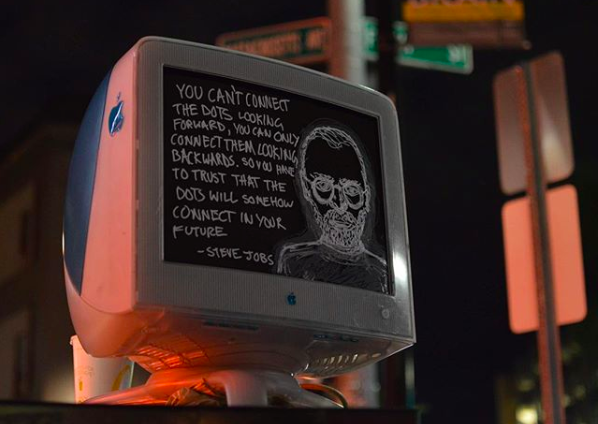 YOU CAN'T CONNECT
THE DOTS LOOKING
FORWARD, YOU CAN ONLY
CONNECT THEM LOOKING
BACKWARDS. SO YOU HAVE
TO TRUST THAT THE
DOTS WILL SOMEHOW
CONNECT IN YOUR
FUTURE
- STEVE JOBS
ST